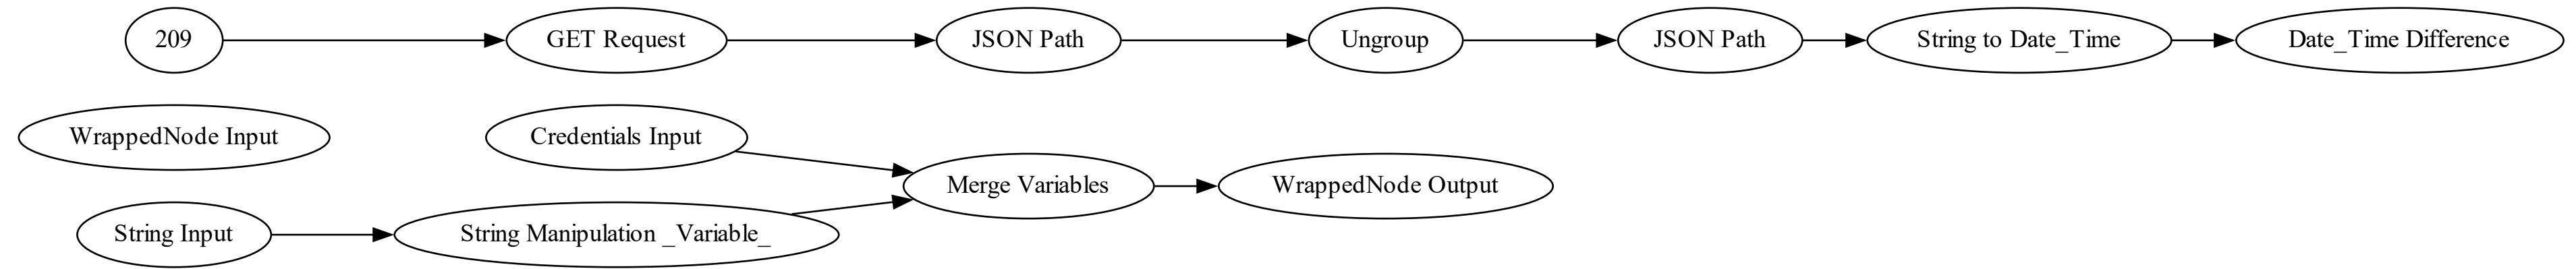 209
GET Request
JSON Path
Ungroup
JSON Path
String to Date_Time
Date_Time Difference
WrappedNode Input
Credentials Input
Merge Variables
WrappedNode Output
String Input
String Manipulation _Variable_